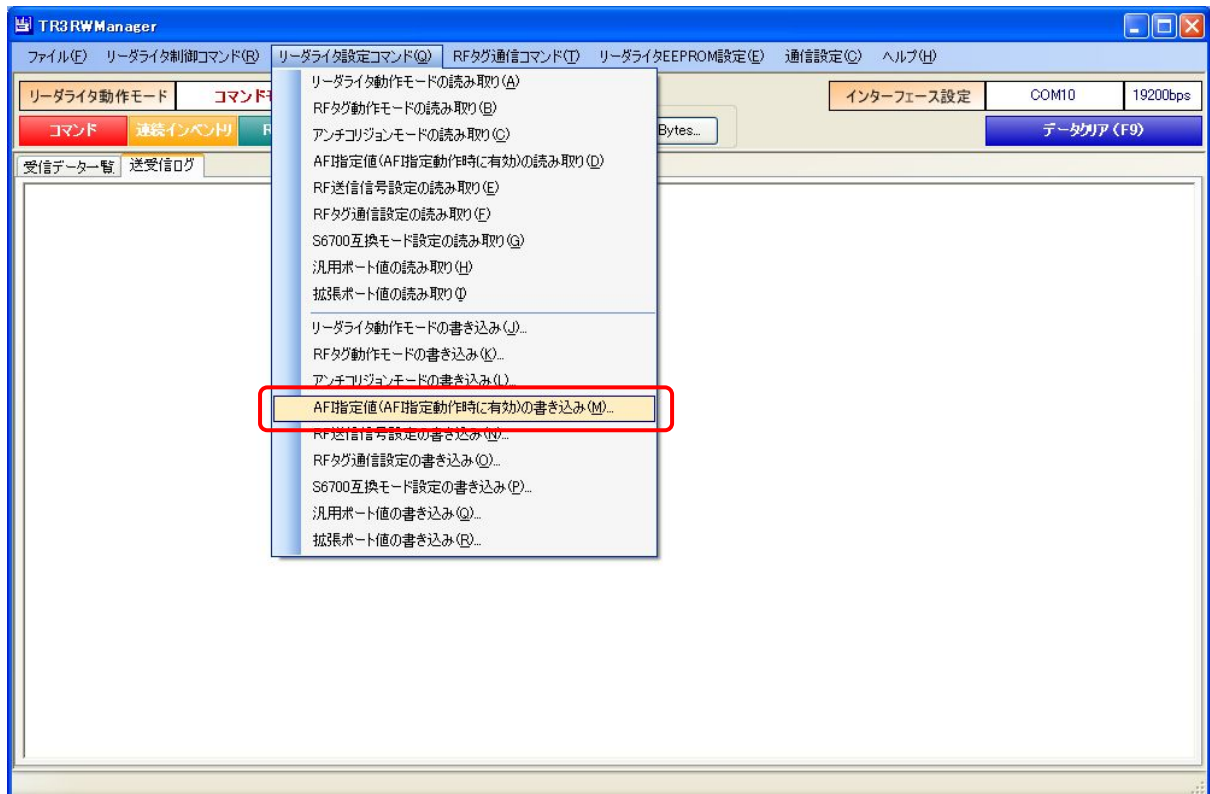 TR3RWManager
ファイル(F) リーダライタ制御コマンド(R) リーダライタ設定コマンド(Q) RFタグ通信コマンド(T) リーダライタEEPROM設定(E) 通信設定(C) ヘルプ(H)
リーダライタ動作モード コマンド インターフェース設定 COM10 19200bps
コマンド 連続インベントリ R Bytes... データクリア(F9)
受信データ一覧 送受信ログ
リーダライタ動作モードの読み取り(A)
RFタグ動作モードの読み取り(B)
アンチコリジョンモードの読み取り(C)
AFI指定値(AFI指定動作時に有効)の読み取り(D)
RF送信信号設定の読み取り(E)
RFタグ通信設定の読み取り(F)
S6700互換モード設定の読み取り(G)
汎用ポート値の読み取り(H)
拡張ポート値の読み取り(I)
リーダライタ動作モードの書き込み(J)...
RFタグ動作モードの書き込み(K)...
アンチコリジョンモードの書き込み(L)...
AFI指定値(AFI指定動作時に有効)の書き込み(M)...
RF送信信号設定の書き込み(N)...
RFタグ通信設定の書き込み(O)...
S6700互換モード設定の書き込み(P)...
汎用ポート値の書き込み(Q)...
拡張ポート値の書き込み(R)...